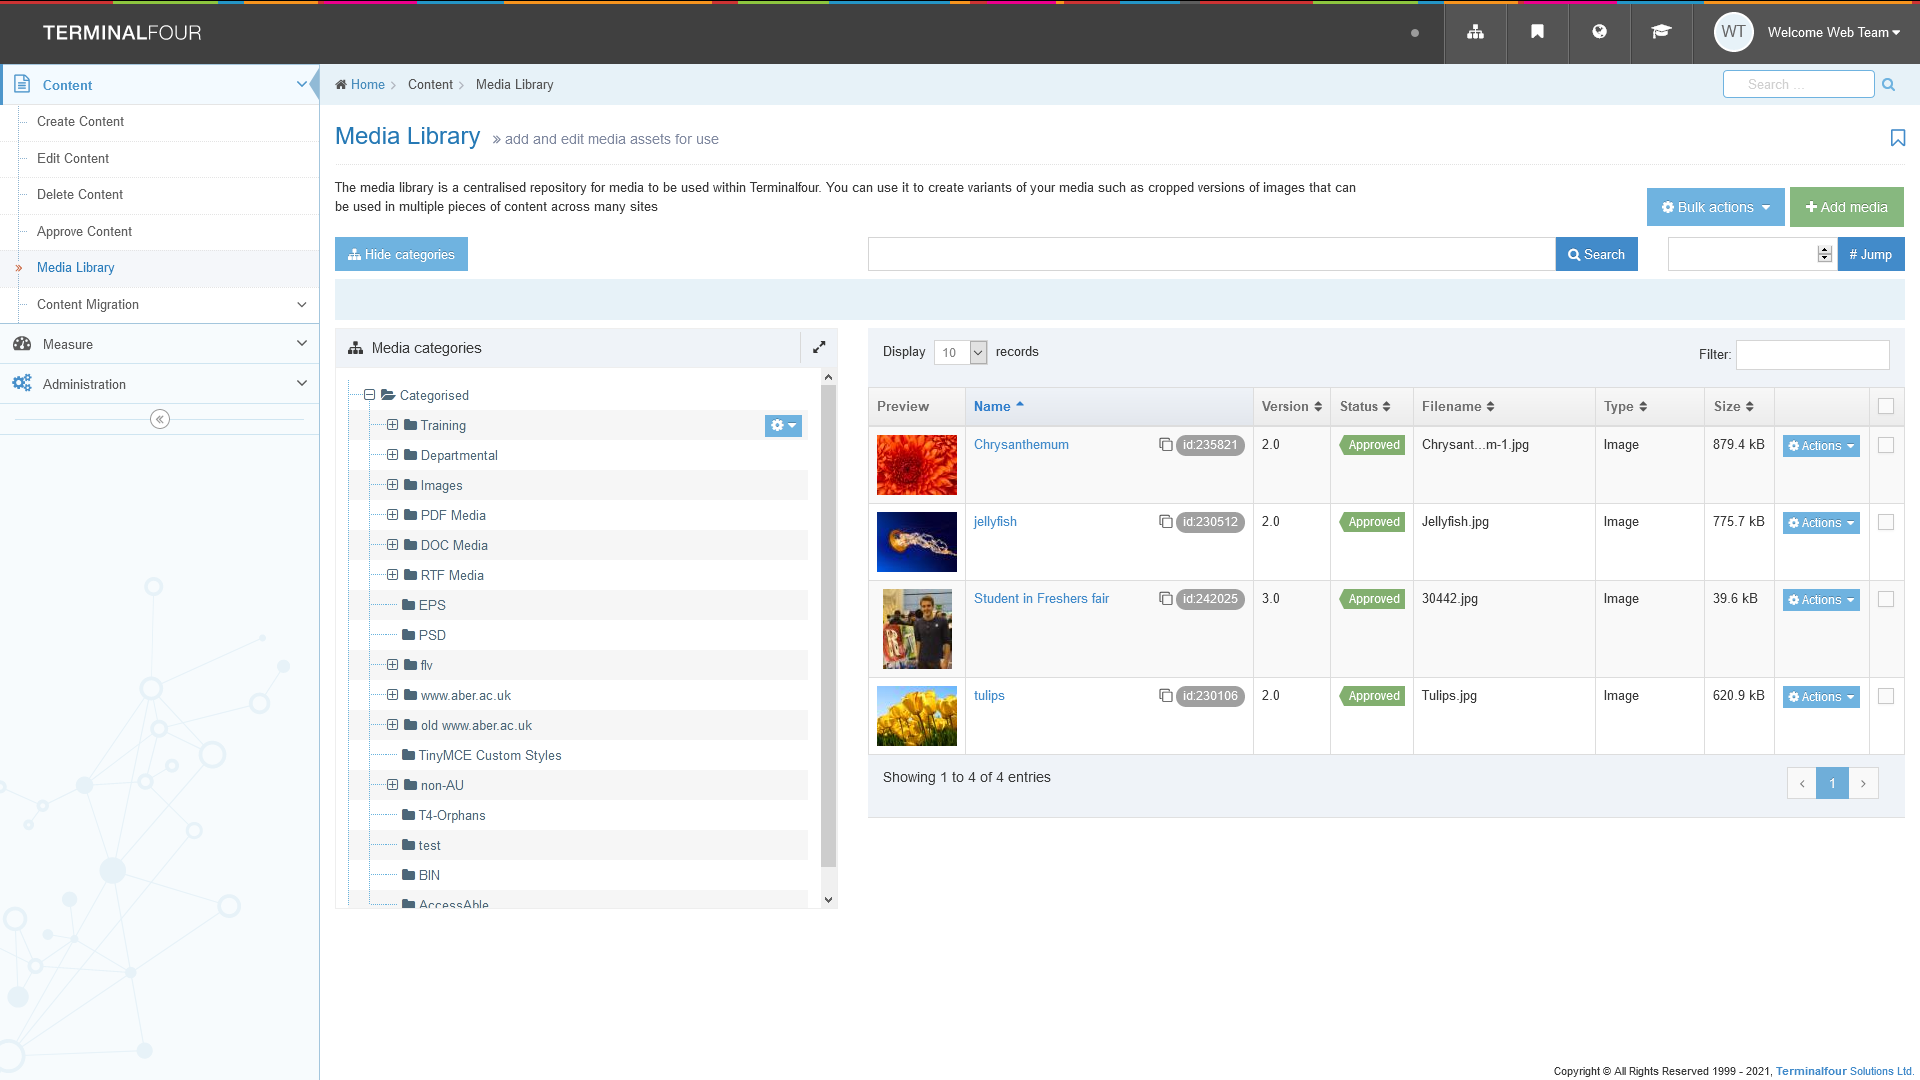 TERMINALFOUR
WT
Welcome Web Team
Content
Create Content
Edit Content
Delete Content
Approve Content
Media Library
Content Migration
Measure
Administration
Home
Content
Media Library
Search ...
Media Library » add and edit media assets for use
The media library is a centralised repository for media to be used within Terminalfour. You can use it to create variants of your media such as cropped versions of images that can
be used in multiple pieces of content across many sites
Bulk actions
+ Add media
Hide categories
Search
# Jump
Media categories
Categorised
Training
Departmental
Images
PDF Media
DOC Media
RTF Media
EPS
PSD
flv
www.aber.ac.uk
old www.aber.ac.uk
TinyMCE Custom Styles
non-AU
T4-Orphans
test
BIN
AccessAble
Display 10 records
Filter:
Preview Name Version Status Filename Type Size
Chrysanthemum id:235821 2.0 Approved Chrysant...m-1.jpg Image 879.4 kB Actions
jellyfish id:230512 2.0 Approved Jellyfish.jpg Image 775.7 kB Actions
Student in Freshers fair id:242025 3.0 Approved 30442.jpg Image 39.6 kB Actions
tulips id:230106 2.0 Approved Tulips.jpg Image 620.9 kB Actions
Showing 1 to 4 of 4 entries
‹ 1 ›
Copyright © All Rights Reserved 1999 - 2021, Terminalfour Solutions Ltd.